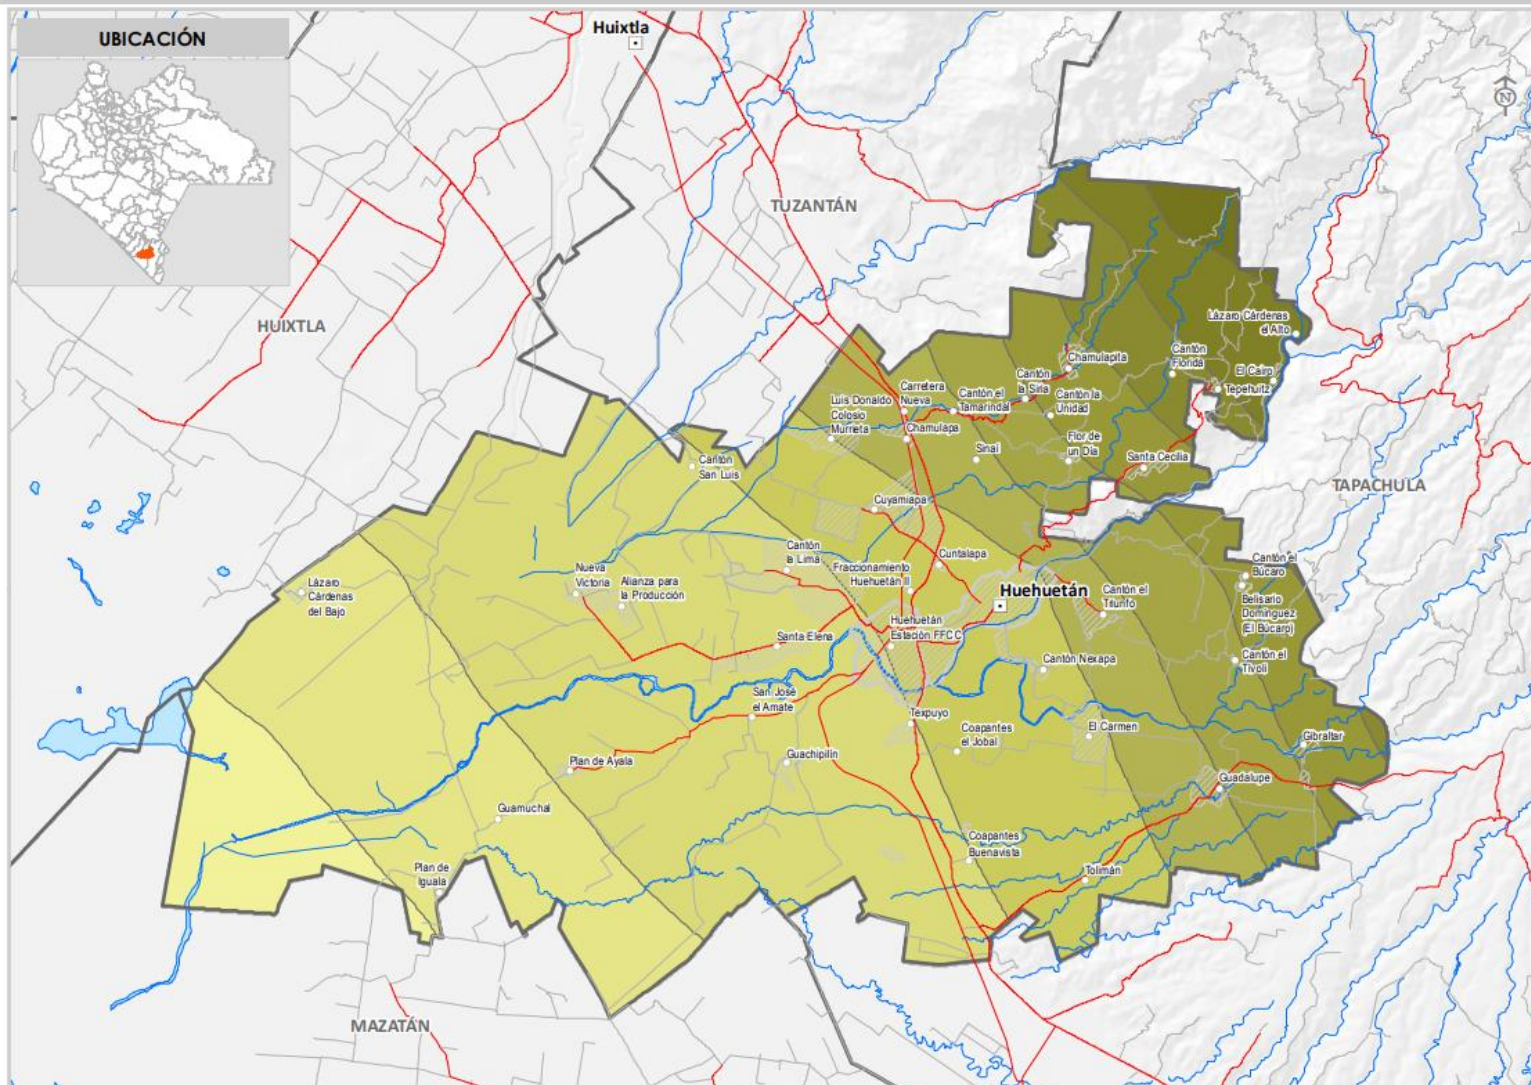 UBICACIÓN
Huixtla
N
TUZANTÁN
HUIXTLA
Lázaro Cárdenas
el Alto
Cantón
Florida
Chamulapita
El Cairp
Tepehuitz
Cantón
la Siria
Carretera
Nueva
Cantón el
Tamarindal
Cantón la
Unidad
Luis Donaldo
Colosio
Murrieta
Chamulapa
Sinaí
Flor de
un Día
Santa Cecilia
TAPACHULA
Cantón
San Luis
Cuyamiapa
Cantón
la Lima
Cuntalapa
Fraccionamiento
Huehuetán II
Nueva
Victoria
Alianza para
la Producción
Lázaro
Cárdenas
del Bajo
Huehuetán
Cantón el
Triunfo
Cantón el
Búcaro
Belisario
Domínguez
(El Búcaro)
Huehuetán
Estación FFCC
Santa Elena
Cantón Nexapa
Cantón el
Tívoli
San José
el Amate
Texpuyo
Coapantes
el Jobal
El Carmen
Gibraltar
Plan de Ayala
Guachipilín
Guadalupe
Guamuchal
Coapantes
Buenavista
Tolimán
Plan de
Iguala
MAZATÁN